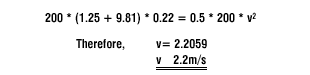 200 * (1.25 + 9.81) * 0.22 = 0.5 * 200 * v²
Therefore, v= 2.2059
v 2.2m/s